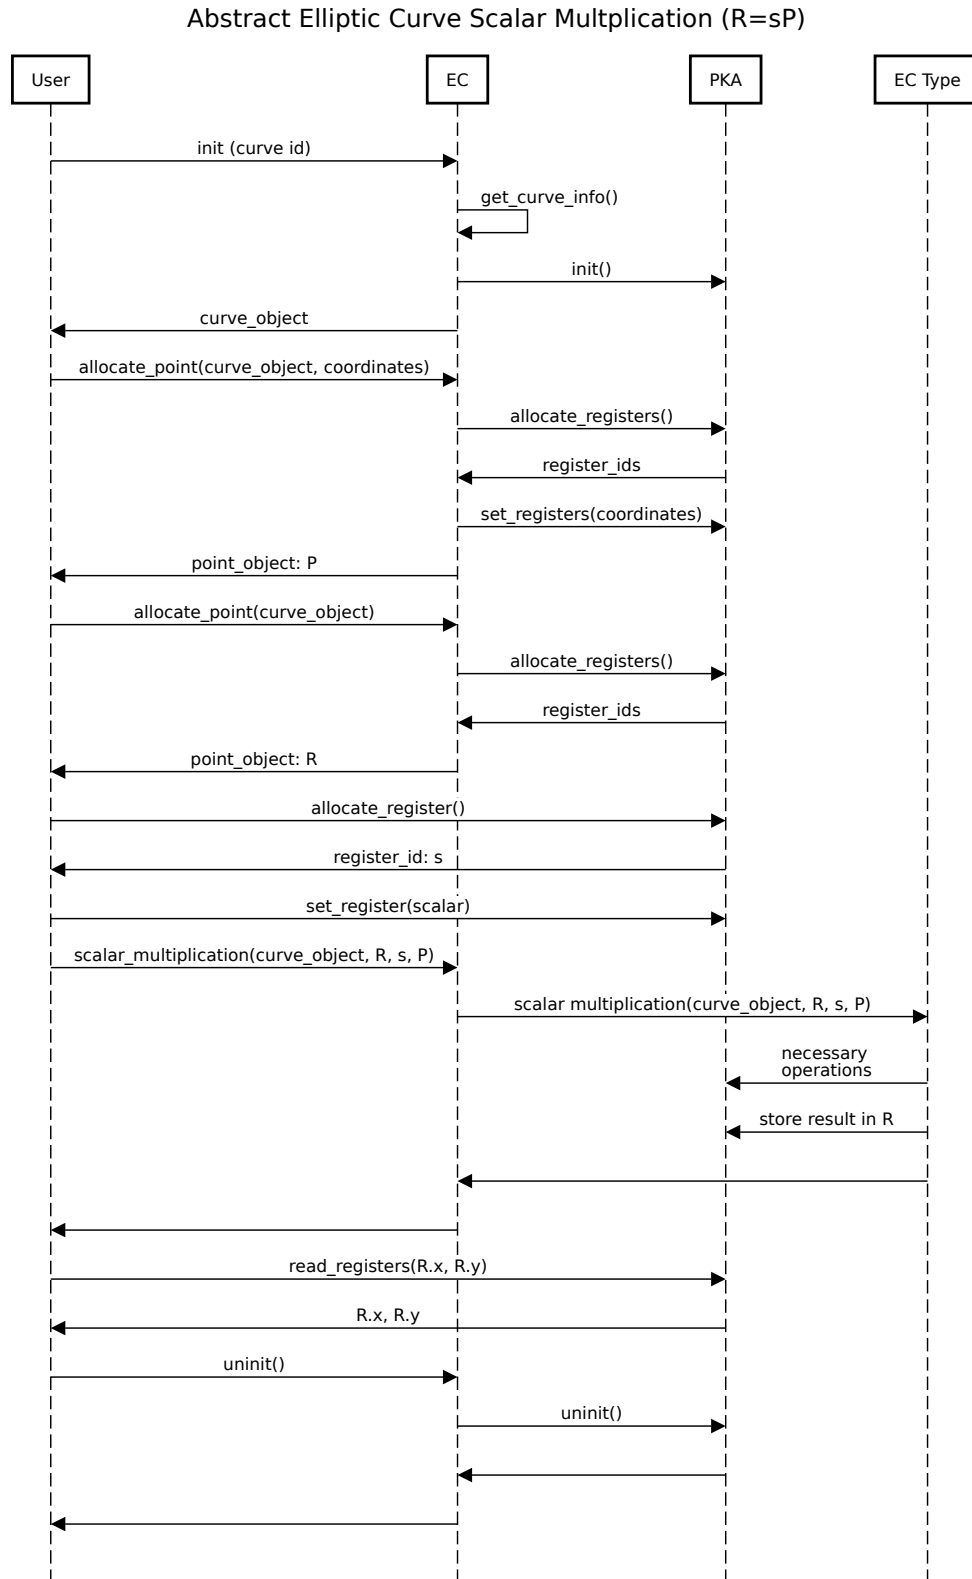 Abstract Elliptic Curve Scalar Multplication (R=sP)
User
EC
PKA
EC Type
init (curve id)
get_curve_info()
init()
curve_object
allocate_point(curve_object, coordinates)
allocate_registers()
register_ids
set_registers(coordinates)
point_object: P
allocate_point(curve_object)
allocate_registers()
register_ids
point_object: R
allocate_register()
register_id: s
set_register(scalar)
scalar_multiplication(curve_object, R, s, P)
scalar multiplication(curve_object, R, s, P)
necessary
operations
store result in R
read_registers(R.x, R.y)
R.x, R.y
uninit()
uninit()